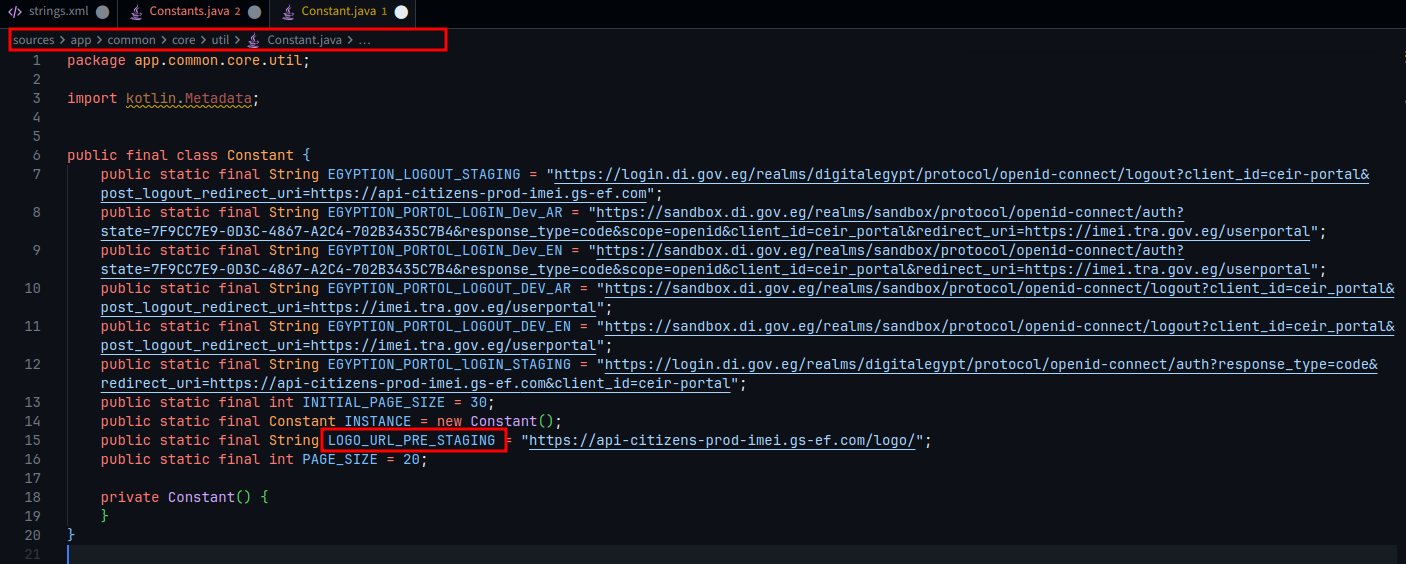 strings.xml Constants.java 2 Constant.java 1
sources > app > common > core > util > Constant.java > ...
1 package app.common.core.util;
2
3 import kotlin.Metadata;
4
5
6 public final class Constant {
7 public static final String EGYPTION_LOGOUT_STAGING = "https://login.di.gov.eg/realms/digitalegypt/protocol/openid-connect/logout?client_id=ceir-portal&
post_logout_redirect_uri=https://api-citizens-prod-imei.gs-ef.com";
8 public static final String EGYPTION_PORTOL_LOGIN_Dev_AR = "https://sandbox.di.gov.eg/realms/sandbox/protocol/openid-connect/auth?
state=7F9CC7E9-0D3C-4867-A2C4-702B3435C7B4&response_type=code&scope=openid&client_id=ceir_portal&redirect_uri=https://imei.tra.gov.eg/userportal";
9 public static final String EGYPTION_PORTOL_LOGIN_Dev_EN = "https://sandbox.di.gov.eg/realms/sandbox/protocol/openid-connect/auth?
state=7F9CC7E9-0D3C-4867-A2C4-702B3435C7B4&response_type=code&scope=openid&client_id=ceir_portal&redirect_uri=https://imei.tra.gov.eg/userportal";
10 public static final String EGYPTION_PORTOL_LOGOUT_DEV_AR = "https://sandbox.di.gov.eg/realms/sandbox/protocol/openid-connect/logout?client_id=ceir_portal&
post_logout_redirect_uri=https://imei.tra.gov.eg/userportal";
11 public static final String EGYPTION_PORTOL_LOGOUT_DEV_EN = "https://sandbox.di.gov.eg/realms/sandbox/protocol/openid-connect/logout?client_id=ceir_portal&
post_logout_redirect_uri=https://imei.tra.gov.eg/userportal";
12 public static final String EGYPTION_PORTOL_lOGIN_STAGING = "https://login.di.gov.eg/realms/digitalegypt/protocol/openid-connect/auth?response_type=code&
redirect_uri=https://api-citizens-prod-imei.gs-ef.com&client_id=ceir-portal";
13 public static final int INITIAL_PAGE_SIZE = 30;
14 public static final Constant INSTANCE = new Constant();
15 public static final String LOGO_URL_PRE_STAGING = "https://api-citizens-prod-imei.gs-ef.com/logo/";
16 public static final int PAGE_SIZE = 20;
17
18 private Constant() {
19 }
20 }
21